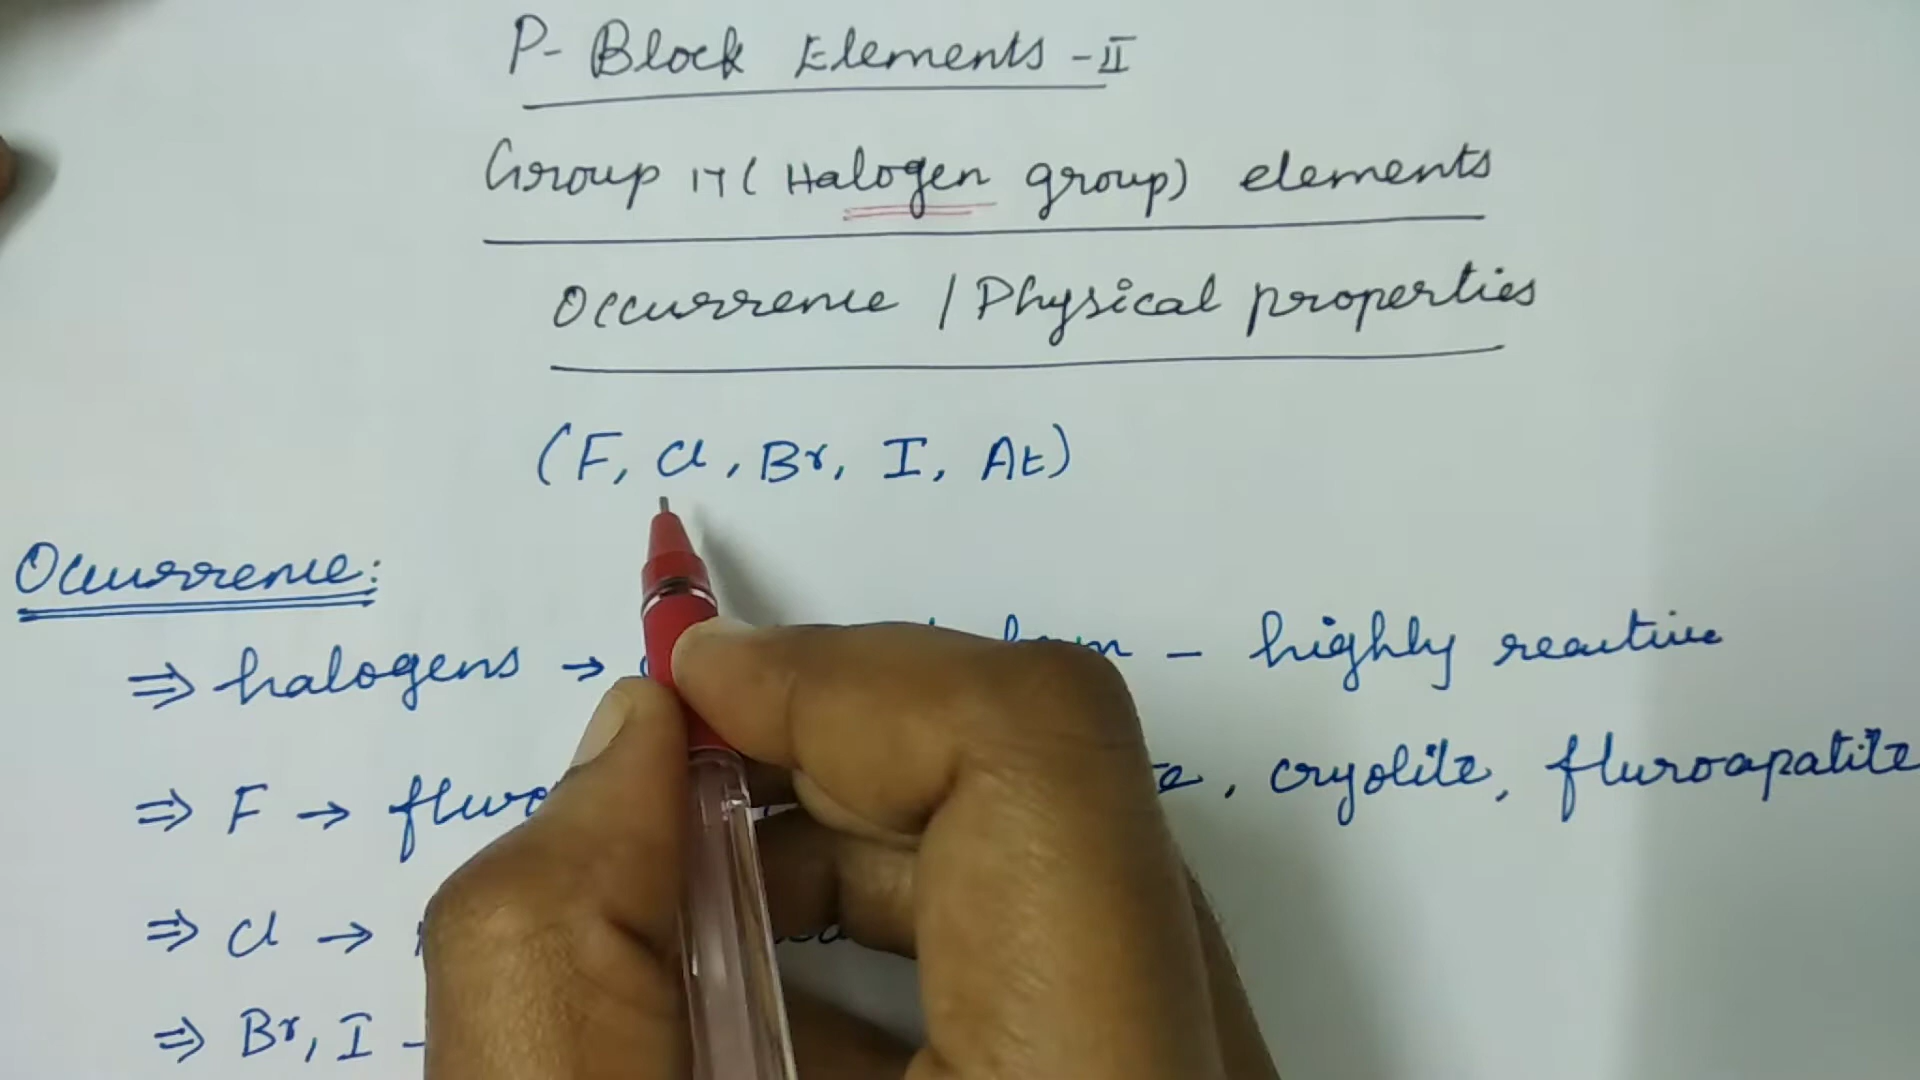 P- Block Elements -II
Group 17 ( Halogen group) elements
Occurrence / Physical properties
(F, Cl, Br, I, At)
Occurrence:
⇒ halogens → - highly reactive
⇒ F → , cryolite, fluroapatite
⇒ Cl →
⇒ Br, I -